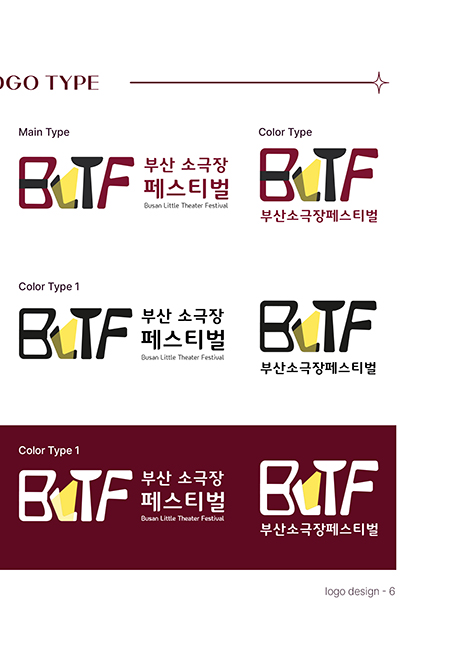 OGO TYPE
Main Type
Color Type
BLTF
부산 소극장
페스티벌
Busan Little Theater Festival
BLTF
부산소극장페스티벌
Color Type 1
BLTF
부산 소극장
페스티벌
Busan Little Theater Festival
BLTF
부산소극장페스티벌
Color Type 1
BLTF
부산 소극장
페스티벌
Busan Little Theater Festival
BLTF
부산소극장페스티벌
logo design - 6